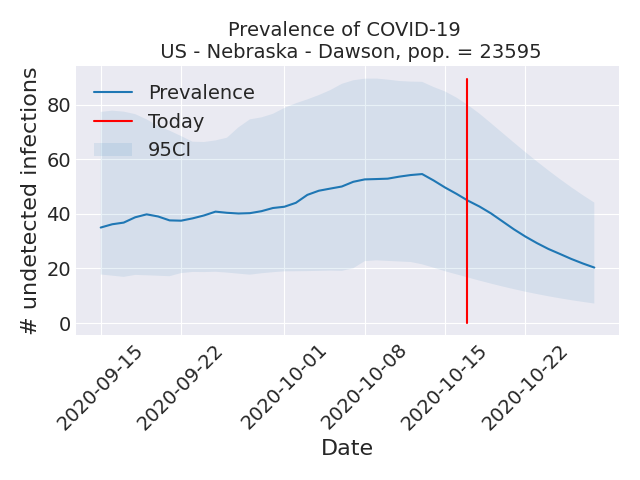 Prevalence of COVID-19
US - Nebraska - Dawson, pop. = 23595
# undetected infections
80
60
40
20
0
Prevalence
Today
95CI
2020-09-15
2020-09-22
2020-10-01
2020-10-08
2020-10-15
2020-10-22
Date